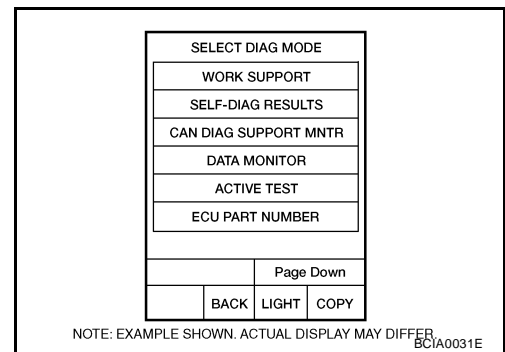 SELECT DIAG MODE
WORK SUPPORT
SELF-DIAG RESULTS
CAN DIAG SUPPORT MNTR
DATA MONITOR
ACTIVE TEST
ECU PART NUMBER
Page Down
BACK LIGHT COPY
NOTE: EXAMPLE SHOWN. ACTUAL DISPLAY MAY DIFFER.
BCIA0031E